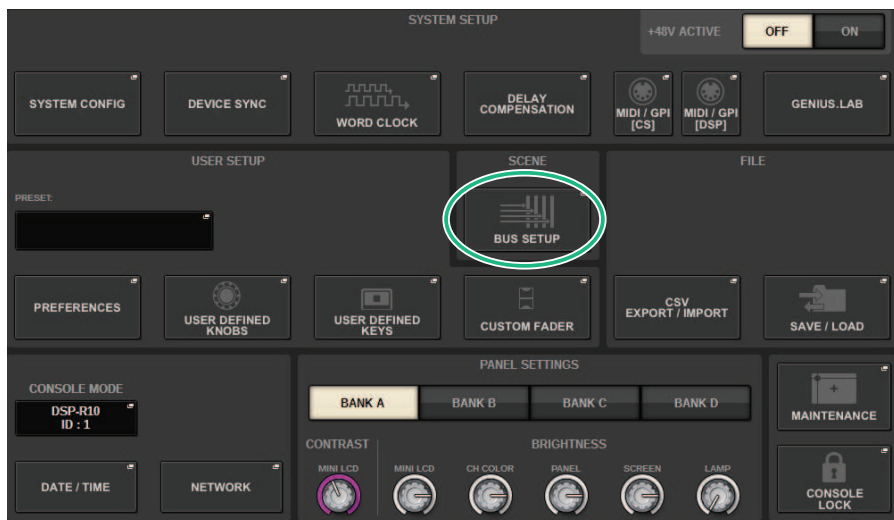 SYSTEM SETUP
+48V ACTIVE
OFF
ON
SYSTEM CONFIG
DEVICE SYNC
WORD CLOCK
DELAY
COMPENSATION
MIDI / GPI
[CS]
MIDI / GPI
[DSP]
GENIUS.LAB
USER SETUP
SCENE
FILE
PRESET:
BUS SETUP
PREFERENCES
USER DEFINED
KNOBS
USER DEFINED
KEYS
CUSTOM FADER
CSV
EXPORT / IMPORT
SAVE / LOAD
CONSOLE MODE
DSP-R10
ID : 1
PANEL SETTINGS
BANK A
BANK B
BANK C
BANK D
MAINTENANCE
CONTRAST
BRIGHTNESS
MINI LCD
MINI LCD
CH COLOR
PANEL
SCREEN
LAMP
DATE / TIME
NETWORK
CONSOLE
LOCK